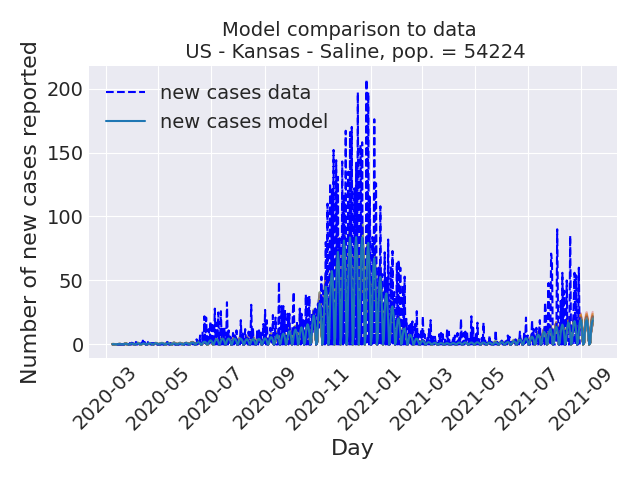 Model comparison to data
US - Kansas - Saline, pop. = 54224
Number of new cases reported
200
150
100
50
0
new cases data
new cases model
2020-03
2020-05
2020-07
2020-09
2020-11
2021-01
2021-03
2021-05
2021-07
2021-09
Day